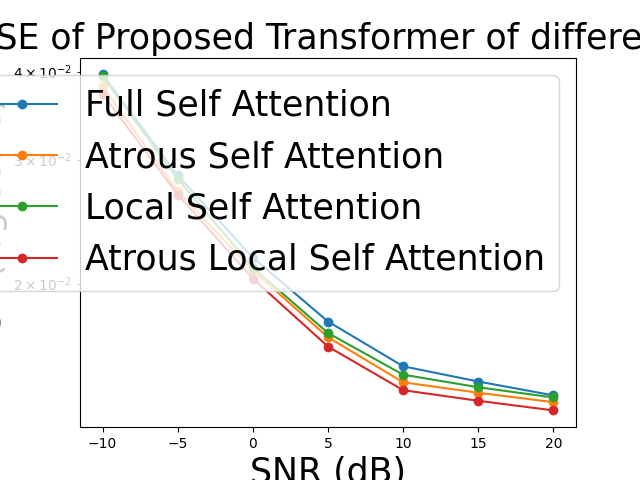 SE of Proposed Transformer of differe
4 × 10⁻²
Full Self Attention
Atrous Self Attention
3 × 10⁻²
Local Self Attention
Atrous Local Self Attention
2 × 10⁻²
−10 −5 0 5 10 15 20
SNR (dB)